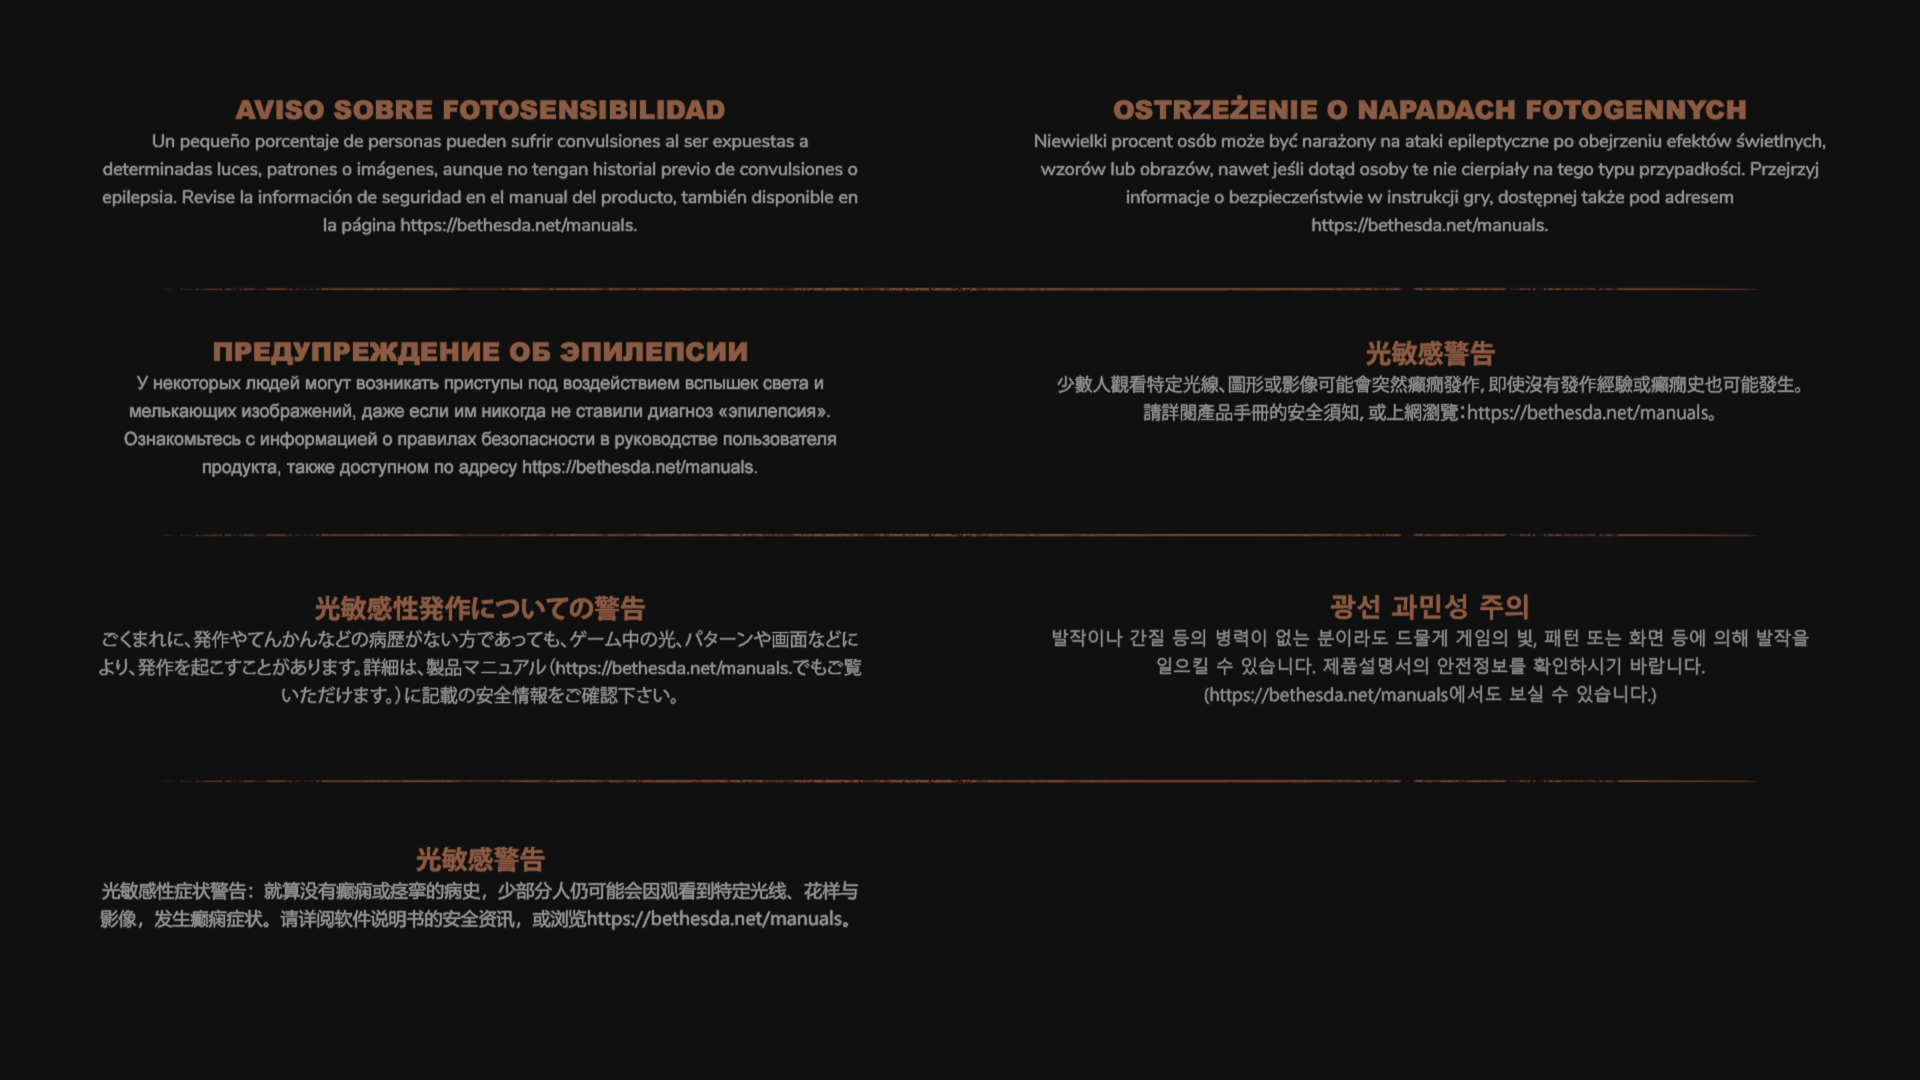 AVISO SOBRE FOTOSENSIBILIDAD
Un pequeño porcentaje de personas pueden sufrir convulsiones al ser expuestas a
determinadas luces, patrones o imágenes, aunque no tengan historial previo de convulsiones o
epilepsia. Revise la información de seguridad en el manual del producto, también disponible en
la página https://bethesda.net/manuals.
OSTRZEŻENIE O NAPADACH FOTOGENNYCH
Niewielki procent osób może być narażony na ataki epileptyczne po obejrzeniu efektów świetlnych,
wzorów lub obrazów, nawet jeśli dotąd osoby te nie cierpiały na tego typu przypadłości. Przejrzyj
informacje o bezpieczeństwie w instrukcji gry, dostępnej także pod adresem
https://bethesda.net/manuals.
ПРЕДУПРЕЖДЕНИЕ ОБ ЭПИЛЕПСИИ
У некоторых людей могут возникать приступы под воздействием вспышек света и
мелькающих изображений, даже если им никогда не ставили диагноз «эпилепсия».
Ознакомьтесь с информацией о правилах безопасности в руководстве пользователя
продукта, также доступном по адресу https://bethesda.net/manuals.
光敏感警告
少數人觀看特定光線、圖形或影像可能會突然癲癇發作,即使沒有發作經驗或癲癇史也可能發生。
請詳閱產品手冊的安全須知,或上網瀏覽:https://bethesda.net/manuals。
光敏感性発作についての警告
ごくまれに、発作やてんかんなどの病歴がない方であっても、ゲーム中の光、パターンや画面などに
より、発作を起こすことがあります。詳細は、製品マニュアル(https://bethesda.net/manuals.でもご覧
いただけます。)に記載の安全情報をご確認下さい。
광선 과민성 주의
발작이나 간질 등의 병력이 없는 분이라도 드물게 게임의 빛, 패턴 또는 화면 등에 의해 발작을
일으킬 수 있습니다. 제품설명서의 안전정보를 확인하시기 바랍니다.
(https://bethesda.net/manuals에서도 보실 수 있습니다.)
光敏感警告
光敏感性症状警告：就算没有癫痫或痉挛的病史，少部分人仍可能会因观看到特定光线、花样与
影像，发生癫痫症状。请详阅软件说明书的安全资讯，或浏览https://bethesda.net/manuals。